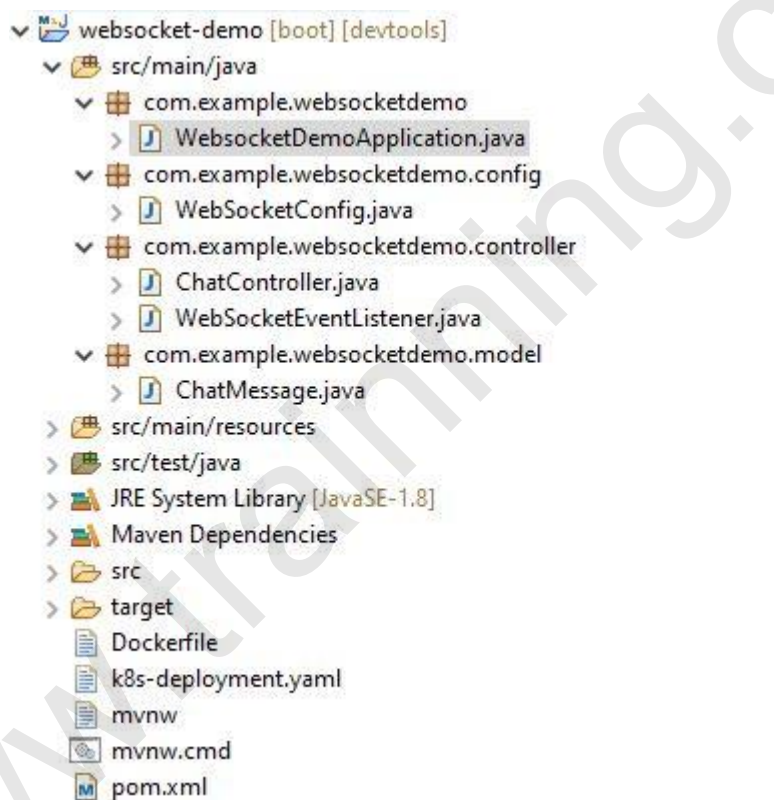 websocket-demo [boot] [devtools]
src/main/java
com.example.websocketdemo
WebsocketDemoApplication.java
com.example.websocketdemo.config
WebSocketConfig.java
com.example.websocketdemo.controller
ChatController.java
WebSocketEventListener.java
com.example.websocketdemo.model
ChatMessage.java
src/main/resources
src/test/java
JRE System Library [JavaSE-1.8]
Maven Dependencies
src
target
Dockerfile
k8s-deployment.yaml
mvnw
mvnw.cmd
pom.xml